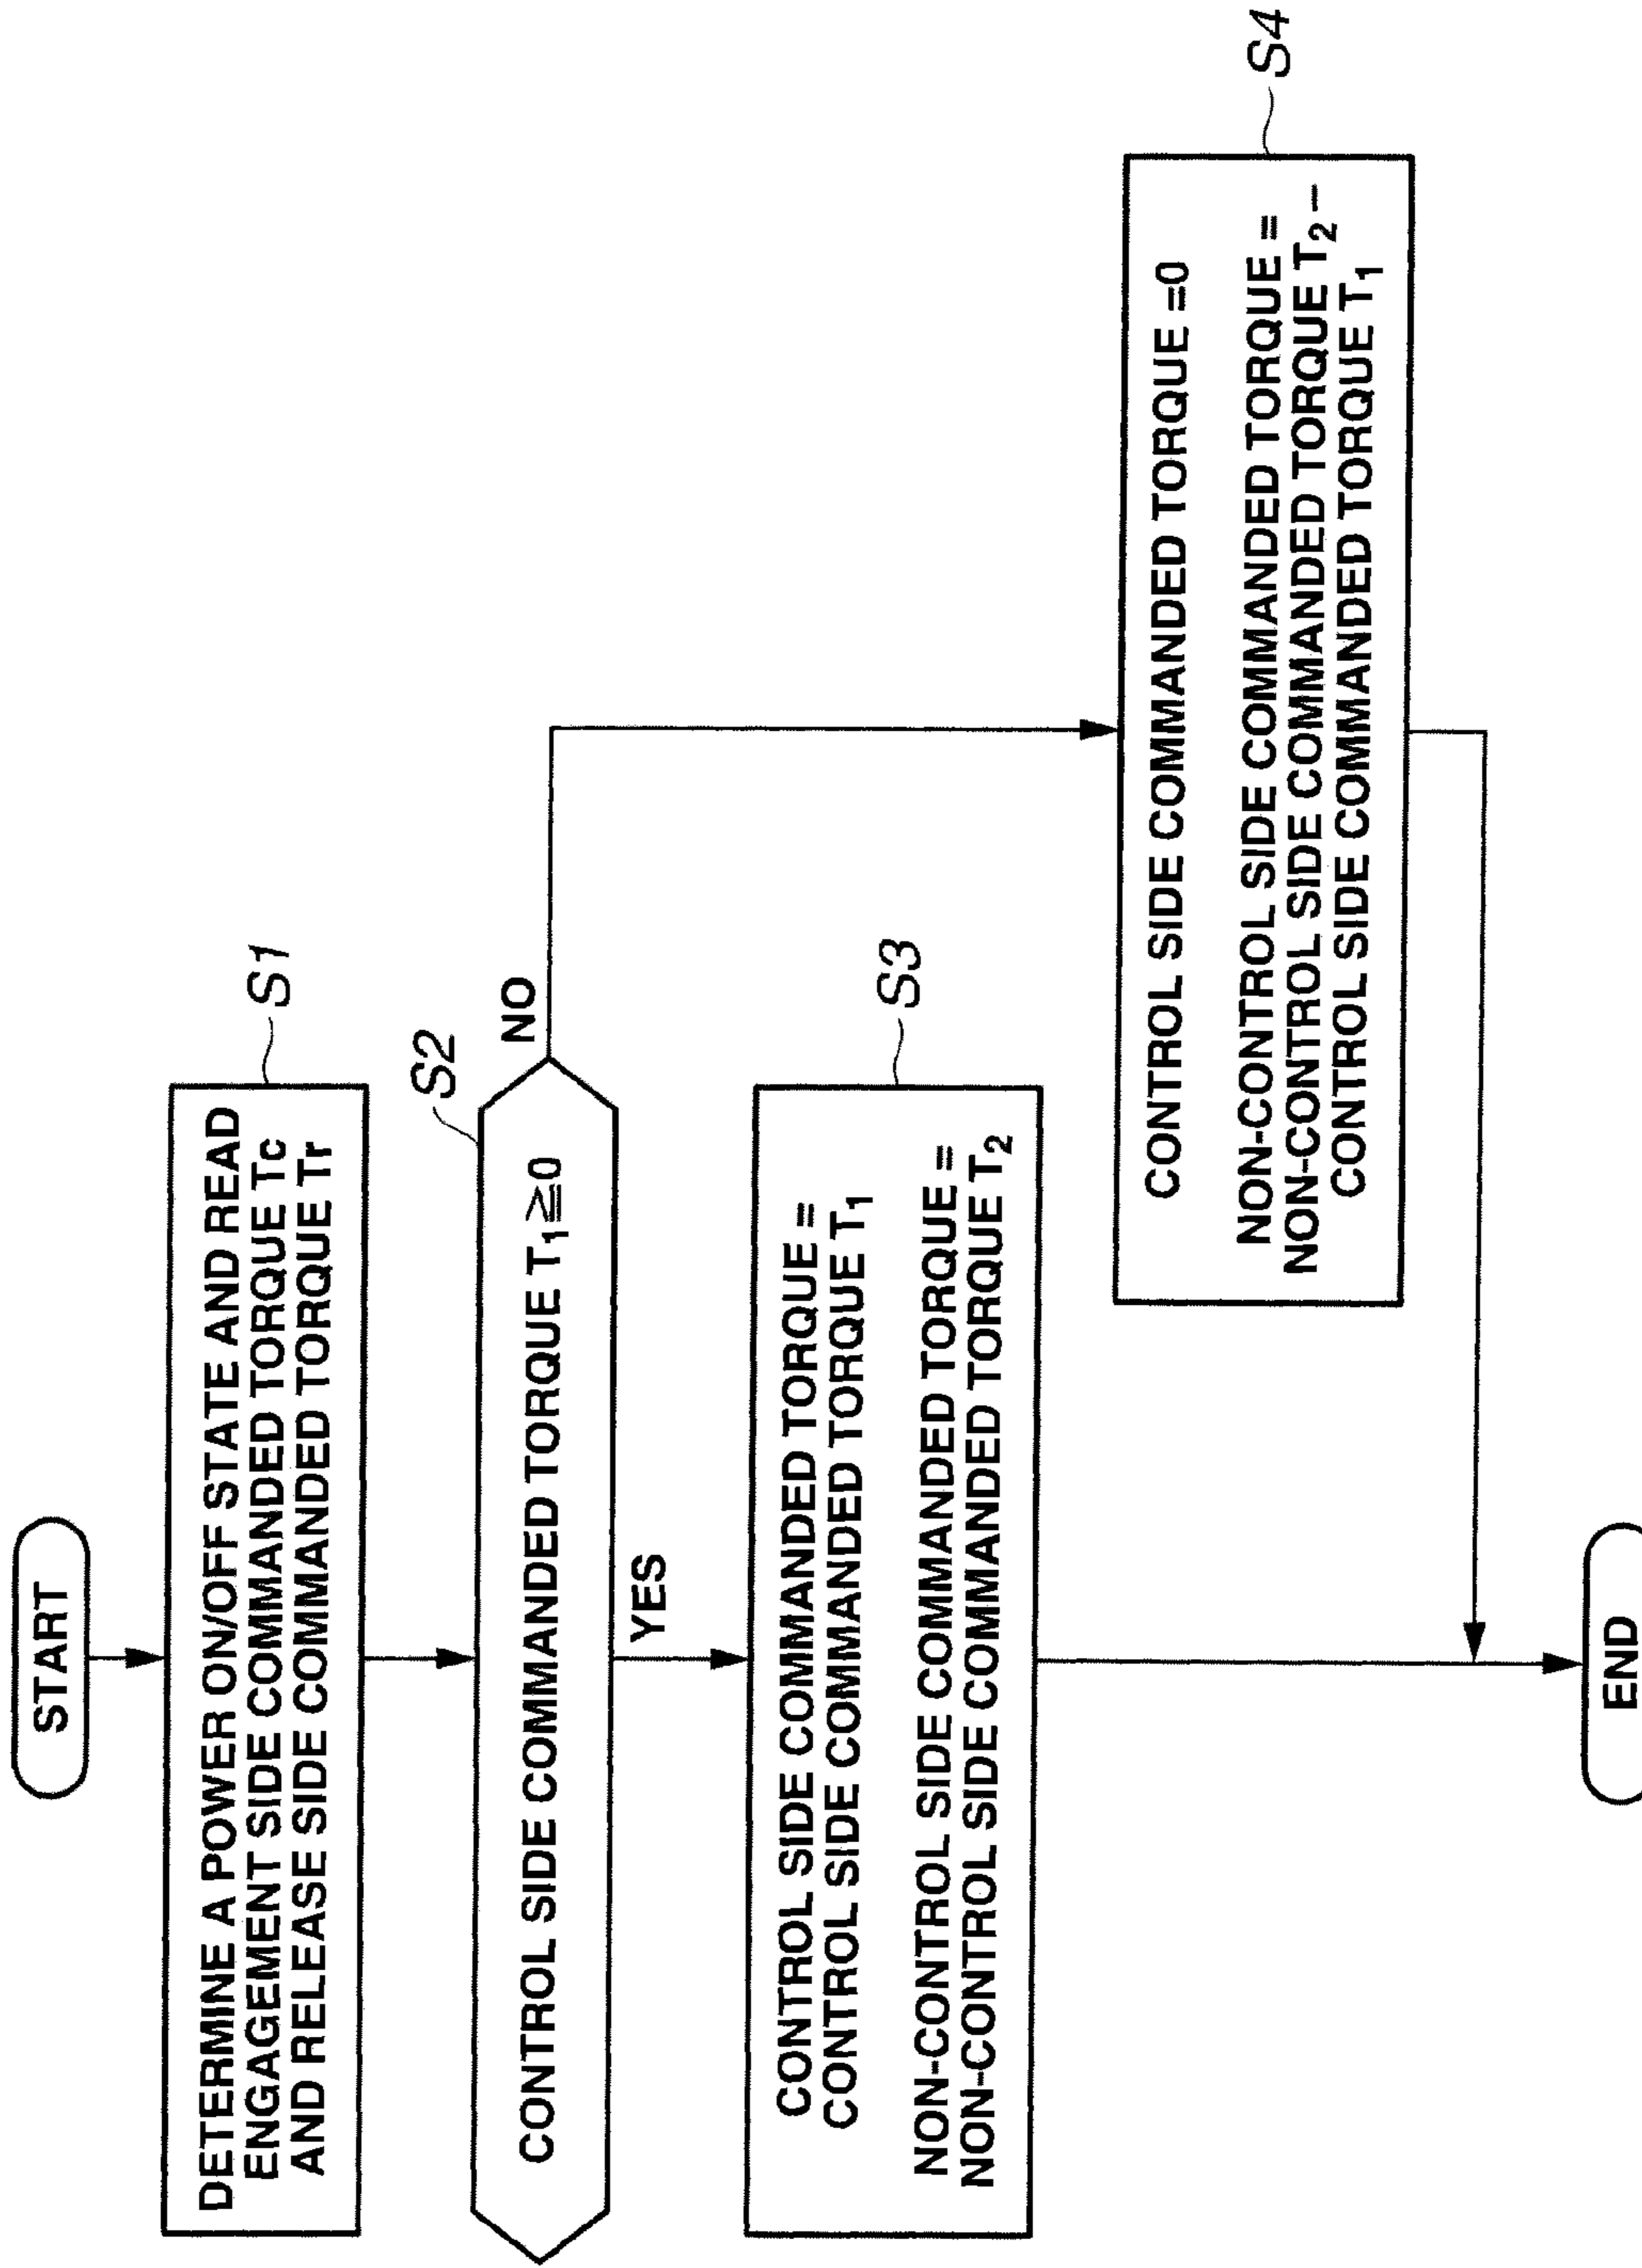 START
DETERMINE A POWER ON/OFF STATE AND READ
ENGAGEMENT SIDE COMMANDED TORQUE Tc
AND RELEASE SIDE COMMANDED TORQUE Tr
S1
S2
CONTROL SIDE COMMANDED TORQUE T₁≧0
NO
YES
S3
CONTROL SIDE COMMANDED TORQUE =
CONTROL SIDE COMMANDED TORQUE T₁
NON-CONTROL SIDE COMMANDED TORQUE =
NON-CONTROL SIDE COMMANDED TORQUE T₂
S4
CONTROL SIDE COMMANDED TORQUE =0
NON-CONTROL SIDE COMMANDED TORQUE =
NON-CONTROL SIDE COMMANDED TORQUE T₂ –
CONTROL SIDE COMMANDED TORQUE T₁
END